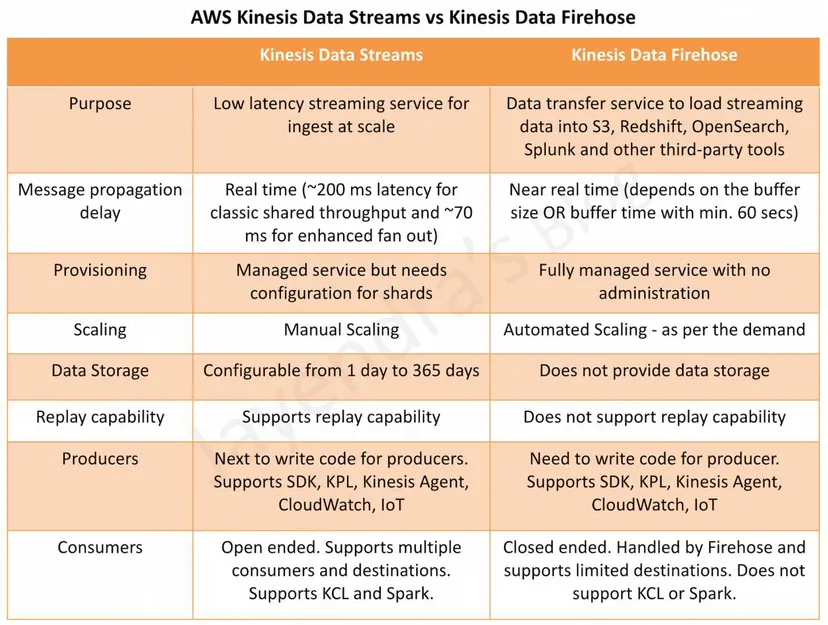 AWS Kinesis Data Streams vs Kinesis Data Firehose
Kinesis Data Streams
Kinesis Data Firehose
Purpose
Low latency streaming service for
ingest at scale
Data transfer service to load streaming
data into S3, Redshift, OpenSearch,
Splunk and other third-party tools
Message propagation
delay
Real time (~200 ms latency for
classic shared throughput and ~70
ms for enhanced fan out)
Near real time (depends on the buffer
size OR buffer time with min. 60 secs)
Provisioning
Managed service but needs
configuration for shards
Fully managed service with no
administration
Scaling
Manual Scaling
Automated Scaling - as per the demand
Data Storage
Configurable from 1 day to 365 days
Does not provide data storage
Replay capability
Supports replay capability
Does not support replay capability
Producers
Next to write code for producers.
Supports SDK, KPL, Kinesis Agent,
CloudWatch, IoT
Need to write code for producer.
Supports SDK, KPL, Kinesis Agent,
CloudWatch, IoT
Consumers
Open ended. Supports multiple
consumers and destinations.
Supports KCL and Spark.
Closed ended. Handled by Firehose and
supports limited destinations. Does not
support KCL or Spark.
Jayendra's Blog